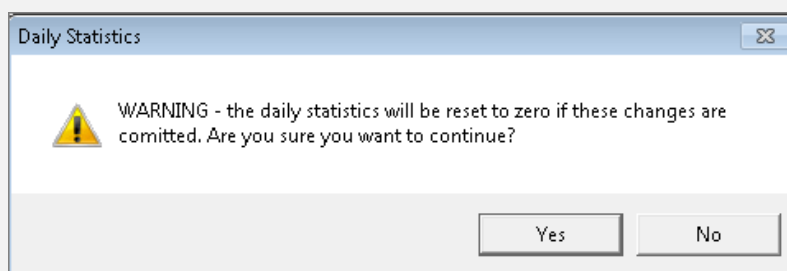 Daily Statistics
WARNING - the daily statistics will be reset to zero if these changes are
comitted. Are you sure you want to continue?
Yes
No